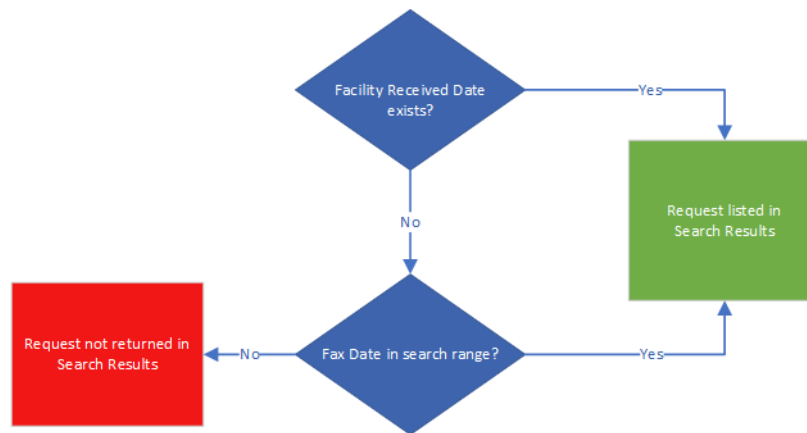 Facility Received Date
exists?
Yes
Request listed in
Search Results
No
Request not returned in
Search Results
No
Fax Date in search range?
Yes